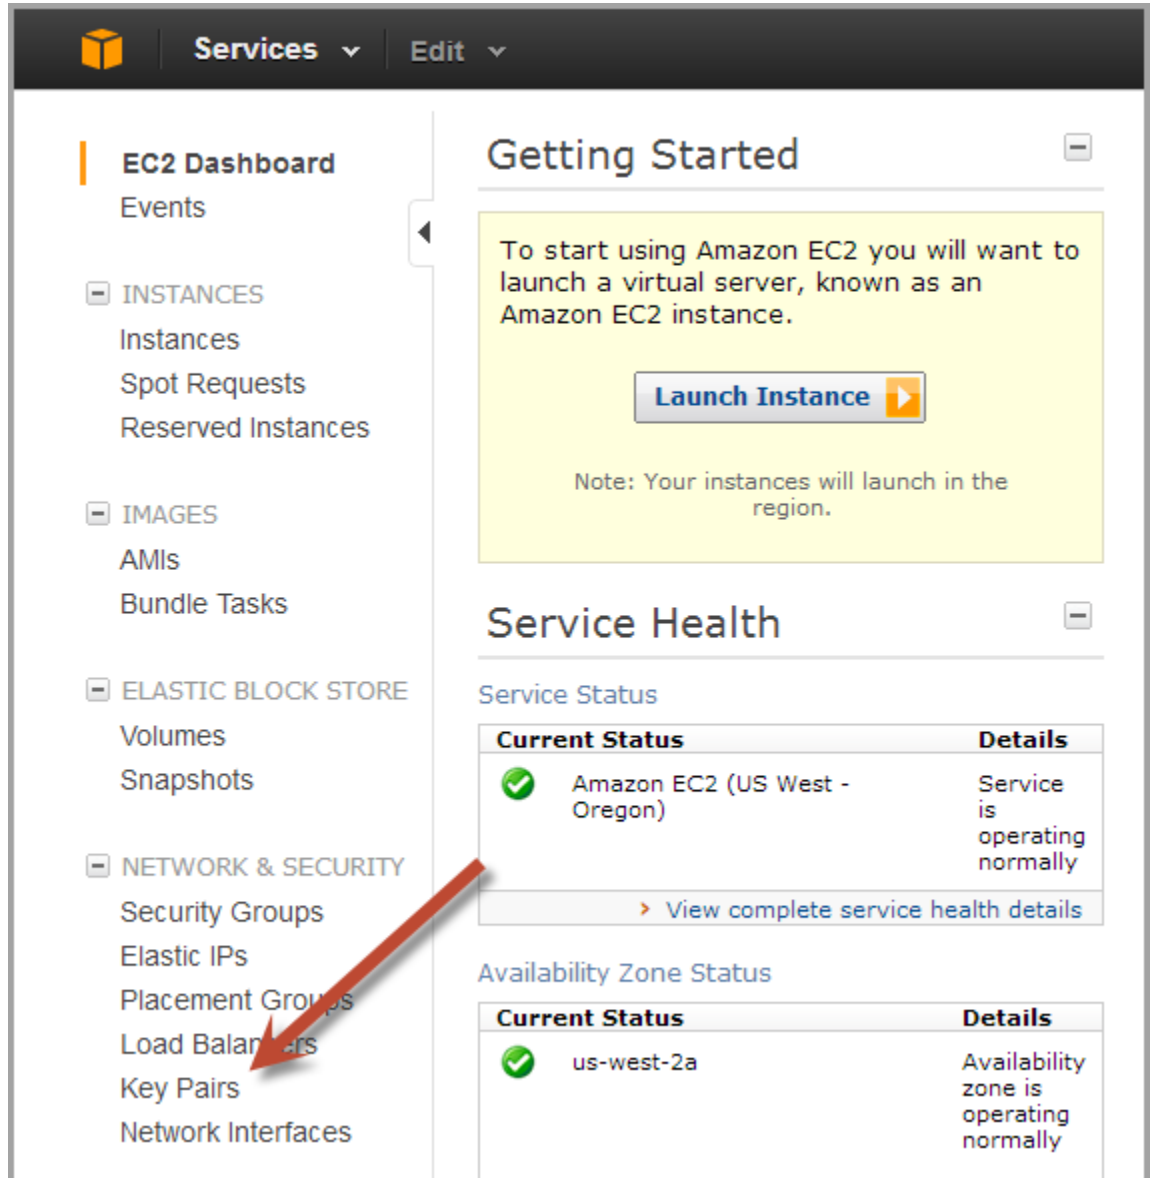 Services
Edit
EC2 Dashboard
Events
INSTANCES
Instances
Spot Requests
Reserved Instances
IMAGES
AMIs
Bundle Tasks
ELASTIC BLOCK STORE
Volumes
Snapshots
NETWORK & SECURITY
Security Groups
Elastic IPs
Placement Groups
Load Balancers
Key Pairs
Network Interfaces
Getting Started
To start using Amazon EC2 you will want to
launch a virtual server, known as an
Amazon EC2 instance.
Launch Instance
Note: Your instances will launch in the
region.
Service Health
Service Status
Current Status Details
Amazon EC2 (US West -
Oregon)
Service
is
operating
normally
> View complete service health details
Availability Zone Status
Current Status Details
us-west-2a
Availability
zone is
operating
normally